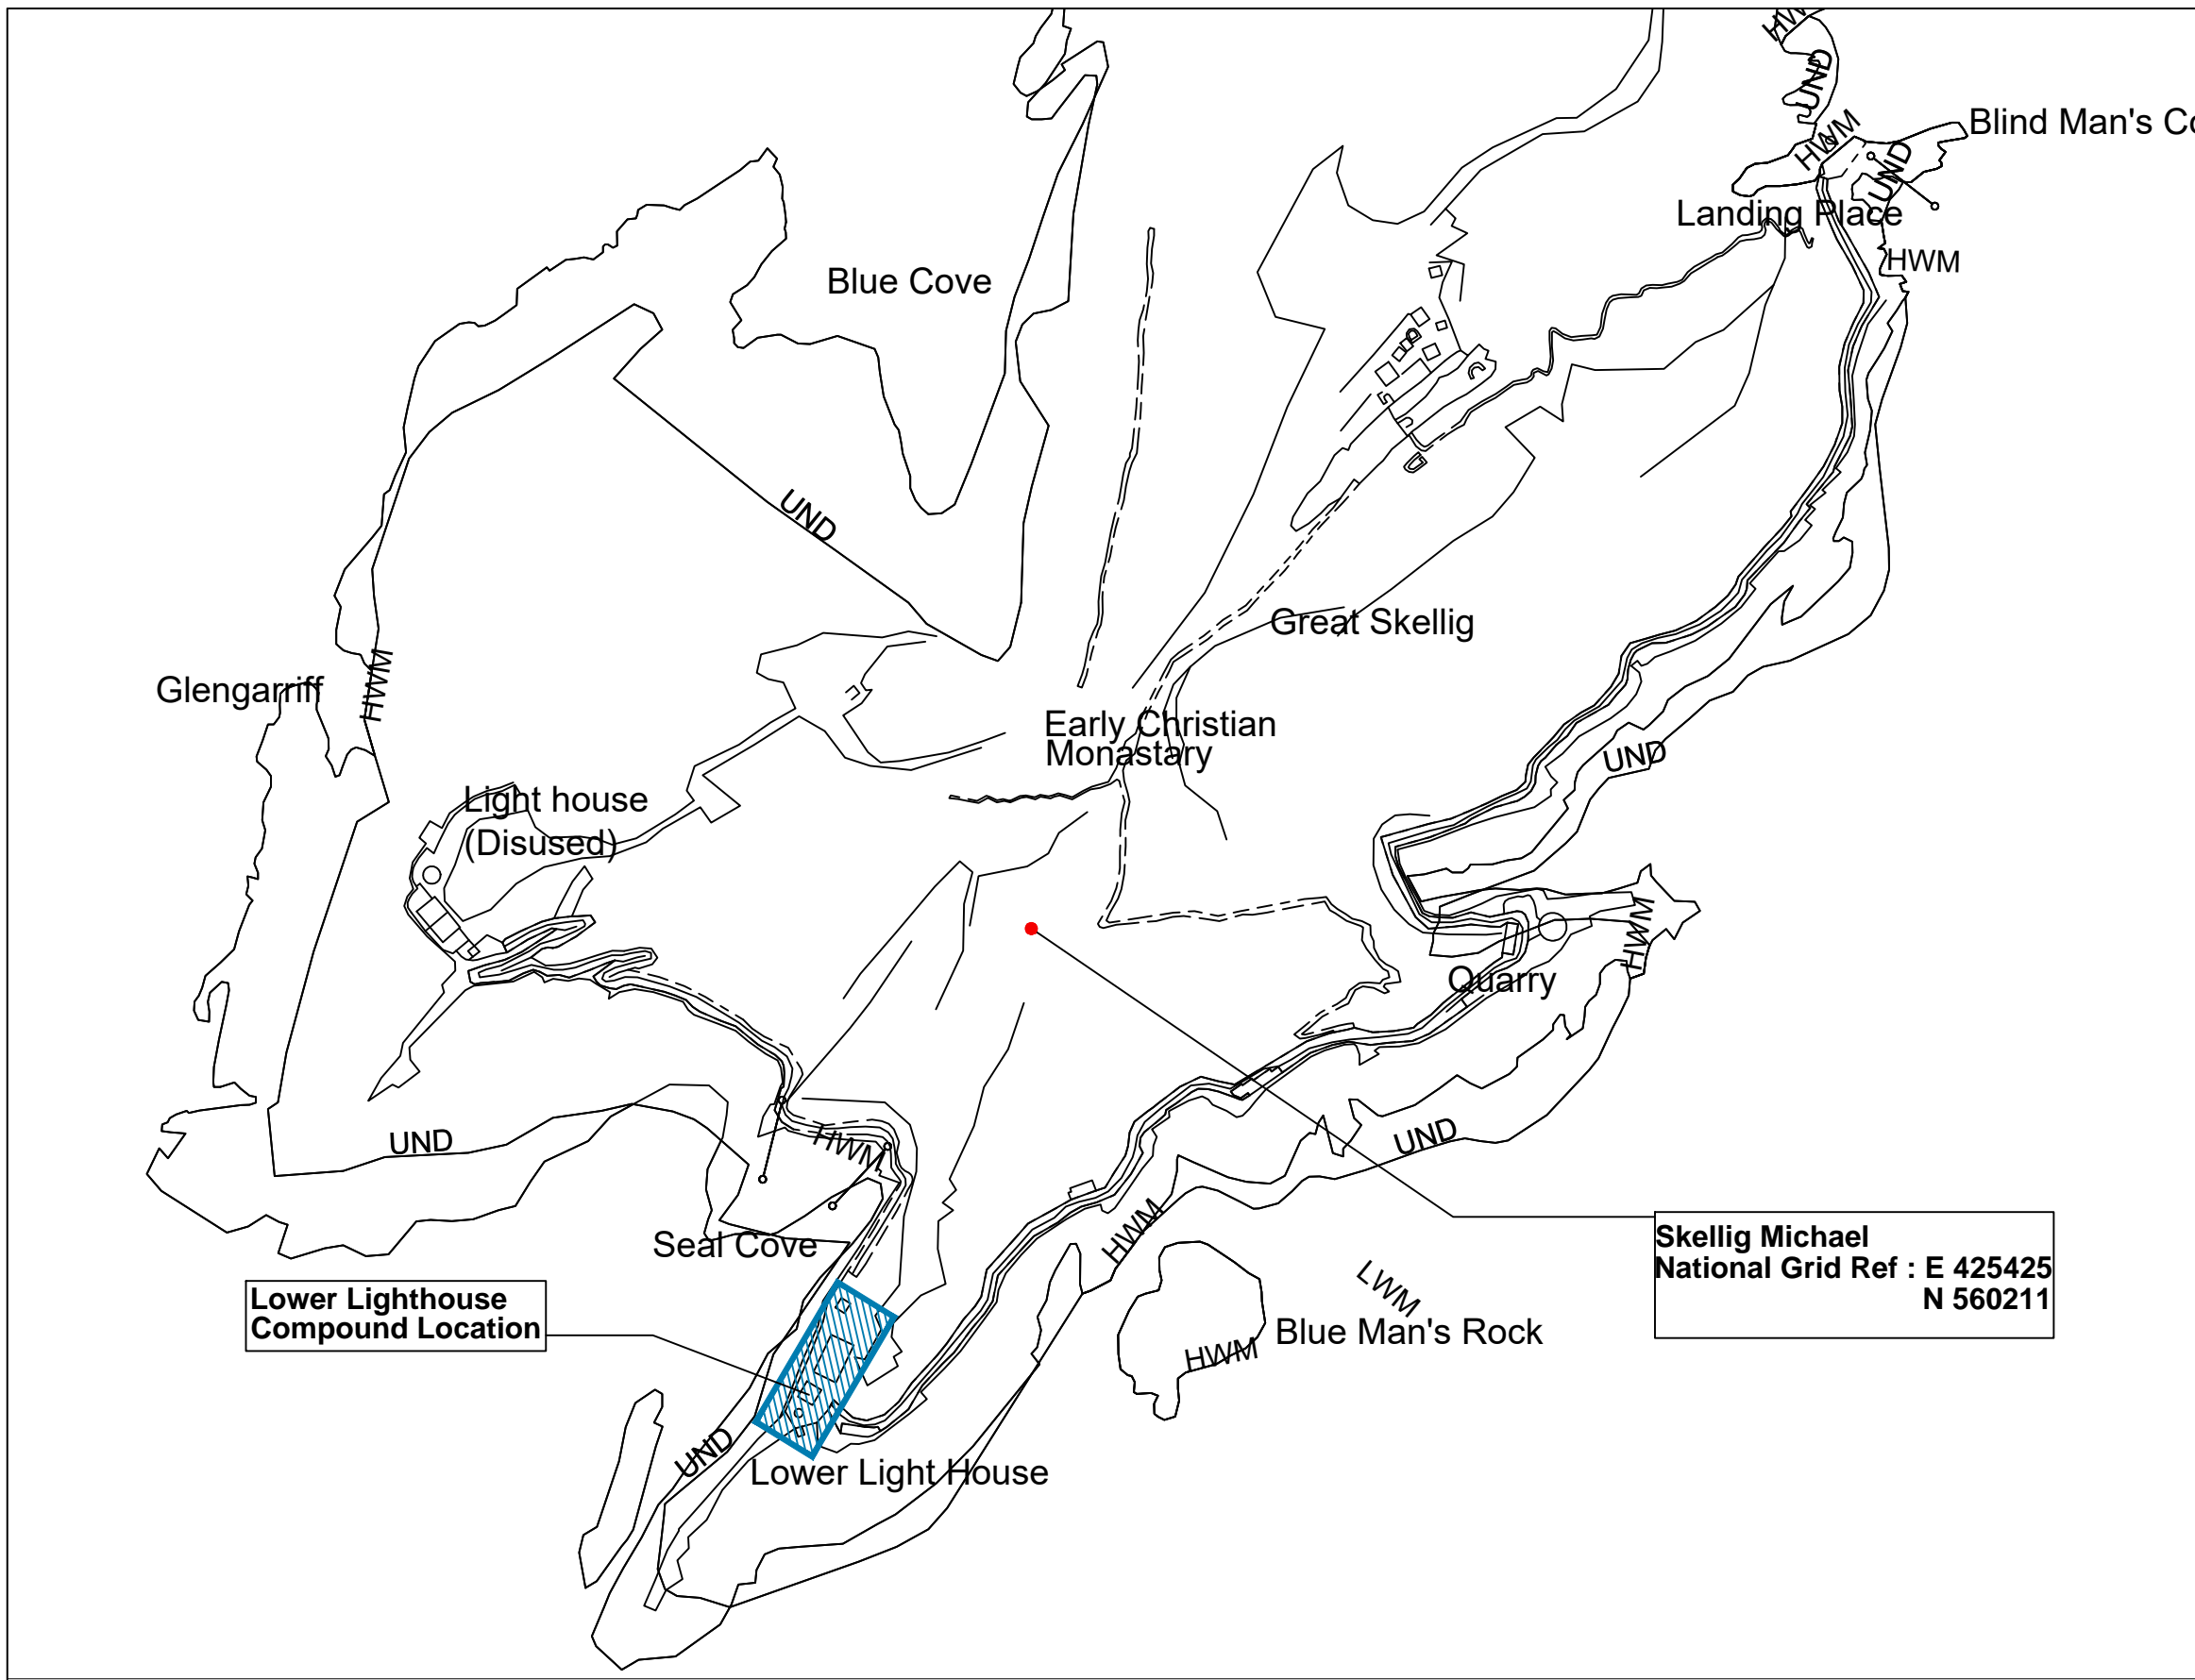 HWM
UND
HWM
Blind Man's Co
UND
Landing Place
HWM
Blue Cove
UND
Great Skellig
HWM
Glengarriff
Early Christian
Monastary
UND
Light house
(Disused)
HWM
Quarry
UND
HWM
UND
HWM
Seal Cove
Skellig Michael
National Grid Ref : E 425425
N 560211
LWM
Lower Lighthouse
Compound Location
Blue Man's Rock
HWM
UND
Lower Light House